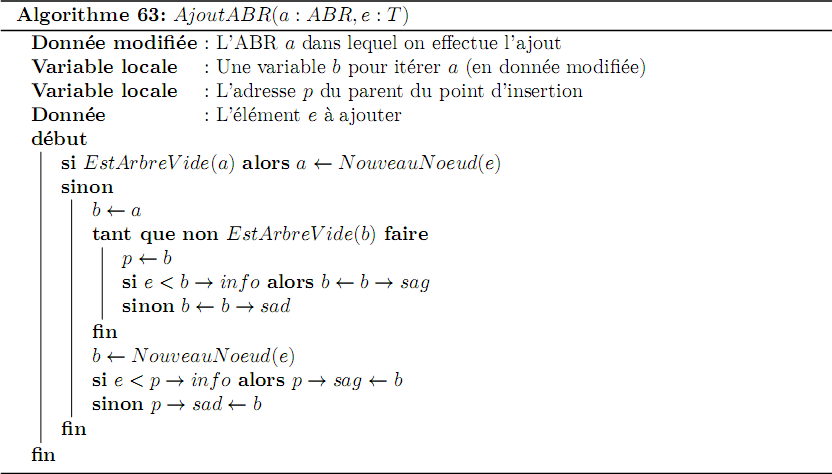 Algorithme 63: AjoutABR(a : ABR, e : T)
Donnée modifiée : L'ABR a dans lequel on effectue l'ajout
Variable locale : Une variable b pour itérer a (en donnée modifiée)
Variable locale : L'adresse p du parent du point d'insertion
Donnée : L'élément e à ajouter
début
si EstArbreVide(a) alors a ← NouveauNoeud(e)
sinon
b ← a
tant que non EstArbreVide(b) faire
p ← b
si e < b → info alors b ← b → sag
sinon b ← b → sad
fin
b ← NouveauNoeud(e)
si e < p → info alors p → sag ← b
sinon p → sad ← b
fin
fin